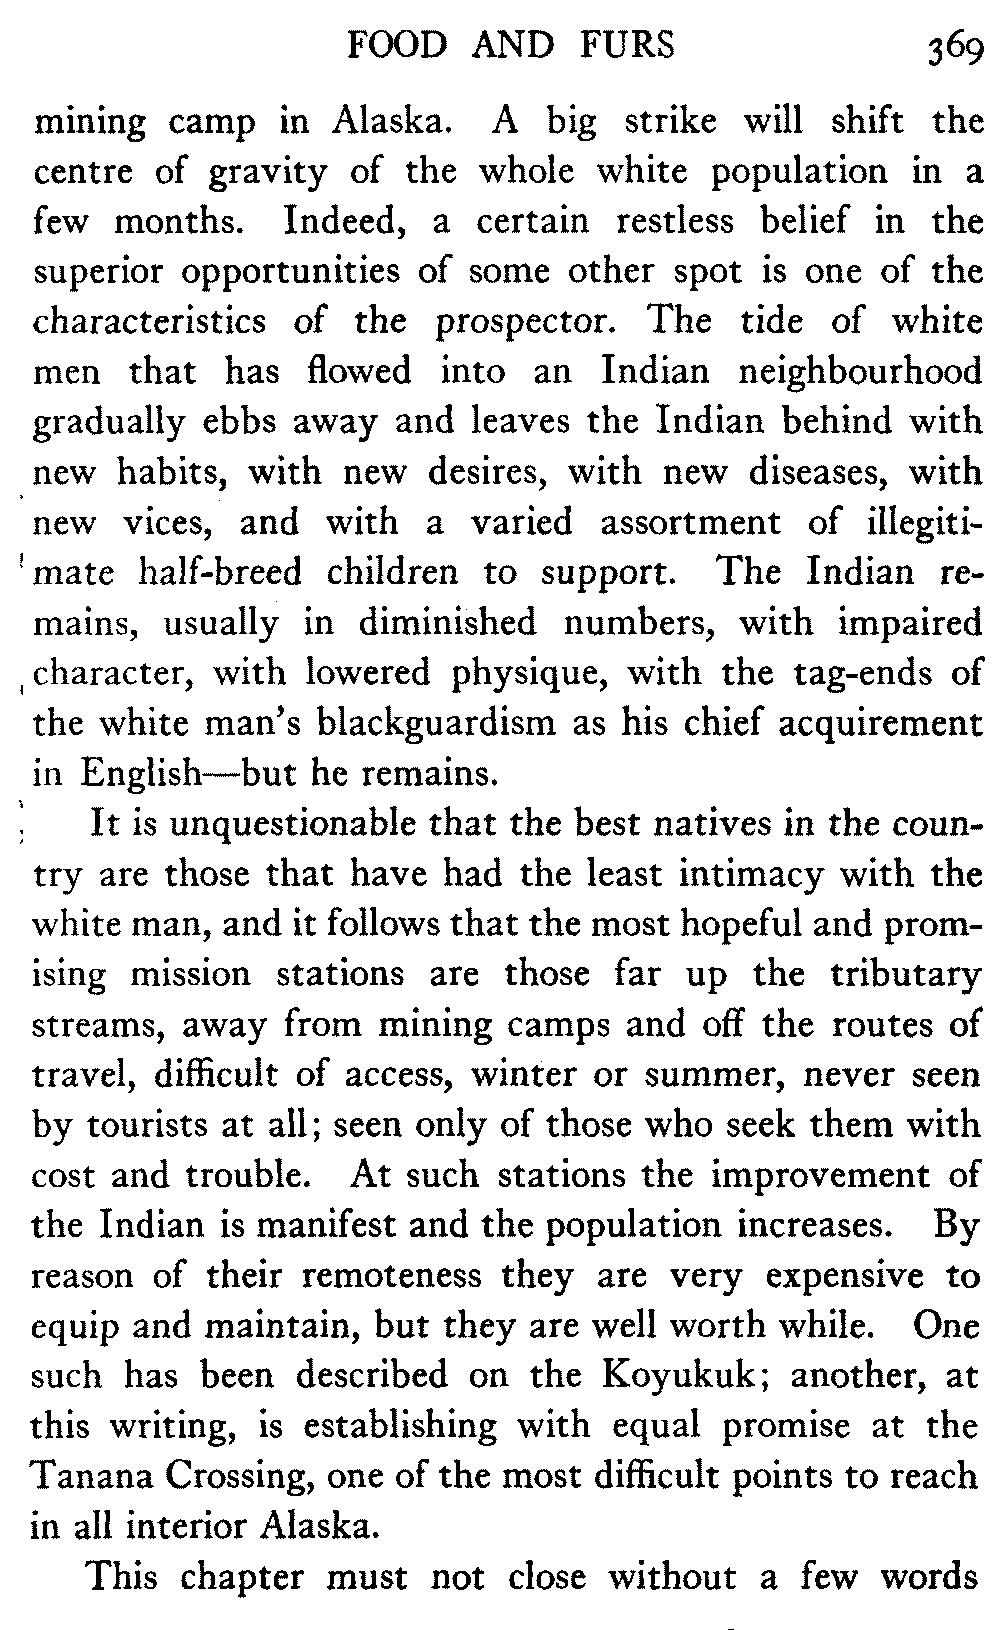 FOOD AND FURS 369
mining camp in Alaska. A big strike will shift the
centre of gravity of the whole white population in a
few months. Indeed, a certain restless belief in the
superior opportunities of some other spot is one of the
characteristics of the prospector. The tide of white
men that has flowed into an Indian neighbourhood
gradually ebbs away and leaves the Indian behind with
new habits, with new desires, with new diseases, with
new vices, and with a varied assortment of illegiti-
mate half-breed children to support. The Indian re-
mains, usually in diminished numbers, with impaired
character, with lowered physique, with the tag-ends of
the white man's blackguardism as his chief acquirement
in English—but he remains.
It is unquestionable that the best natives in the coun-
try are those that have had the least intimacy with the
white man, and it follows that the most hopeful and prom-
ising mission stations are those far up the tributary
streams, away from mining camps and off the routes of
travel, difficult of access, winter or summer, never seen
by tourists at all; seen only of those who seek them with
cost and trouble. At such stations the improvement of
the Indian is manifest and the population increases. By
reason of their remoteness they are very expensive to
equip and maintain, but they are well worth while. One
such has been described on the Koyukuk; another, at
this writing, is establishing with equal promise at the
Tanana Crossing, one of the most difficult points to reach
in all interior Alaska.
This chapter must not close without a few words